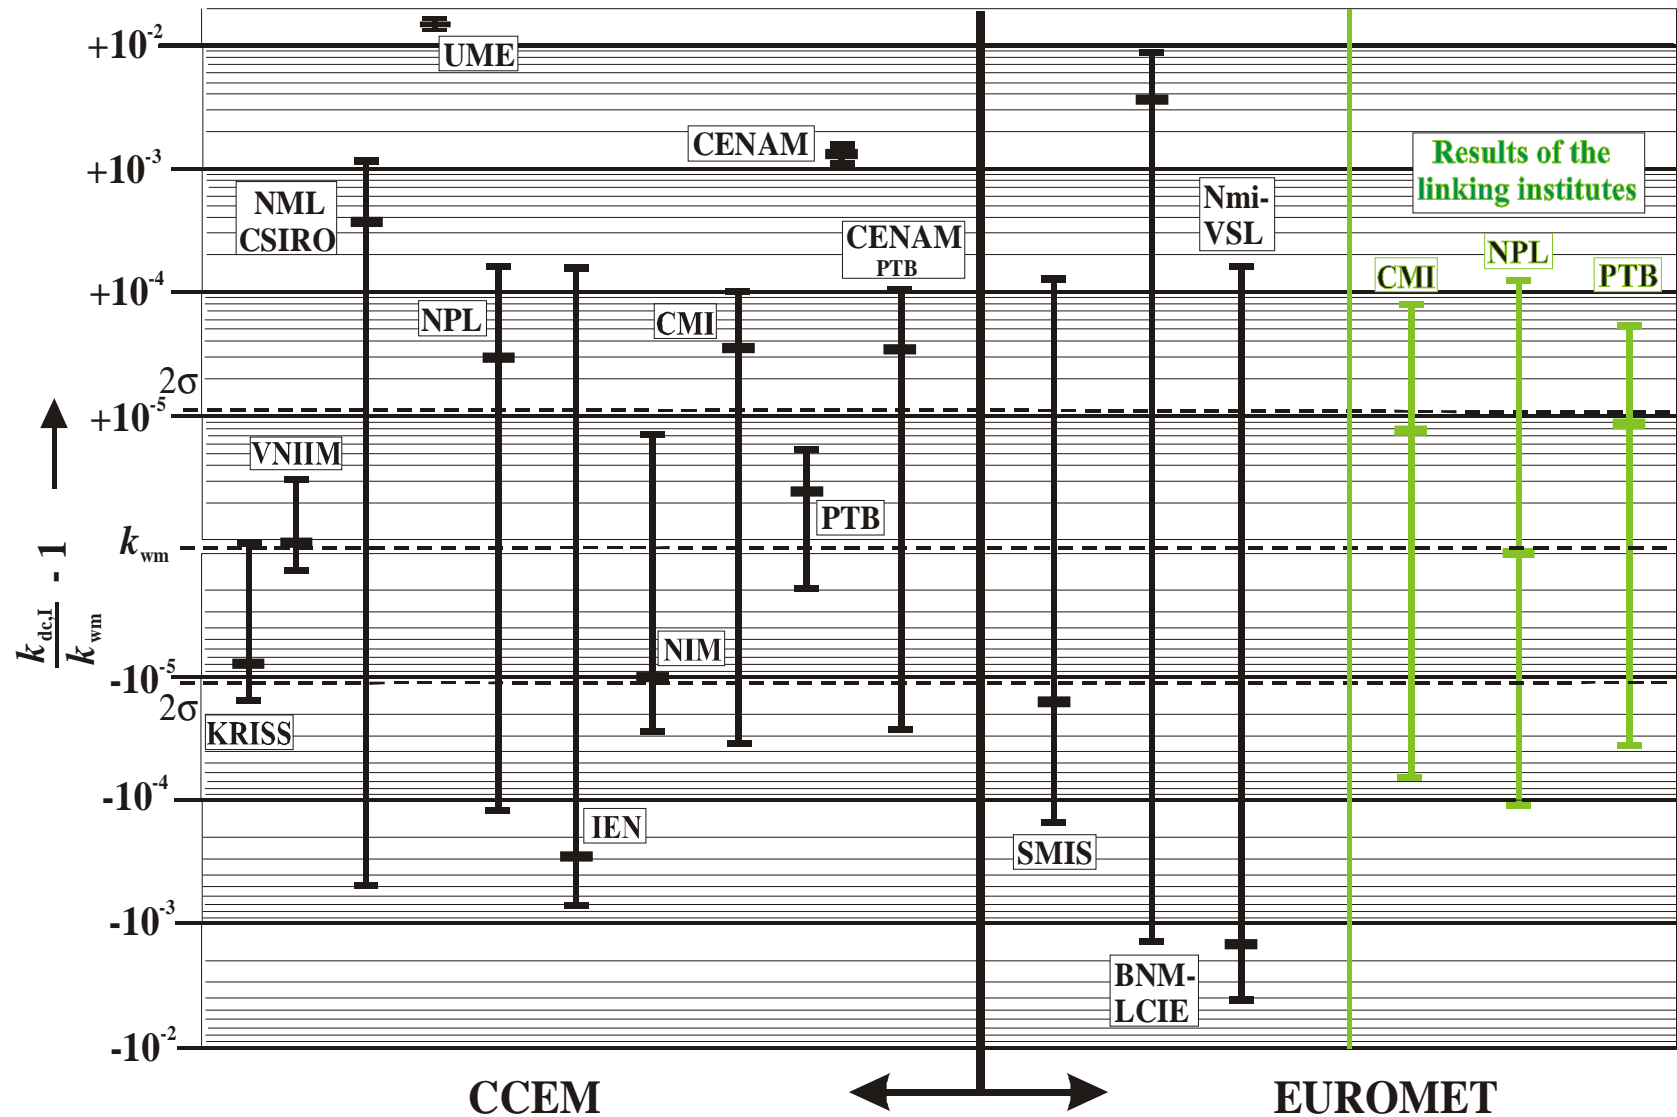 +10-2
UME
CENAM
+10-3
Results of the
linking institutes
NML
CSIRO
Nmi-
VSL
CENAM
PTB
NPL
CMI
PTB
+10-4
NPL
CMI
2σ
+10-5
VNIIM
PTB
kwm
kdc,I
kwm
- 1
NIM
-10-5
2σ
KRISS
-10-4
IEN
SMIS
-10-3
BNM-
LCIE
-10-2
CCEM
EUROMET